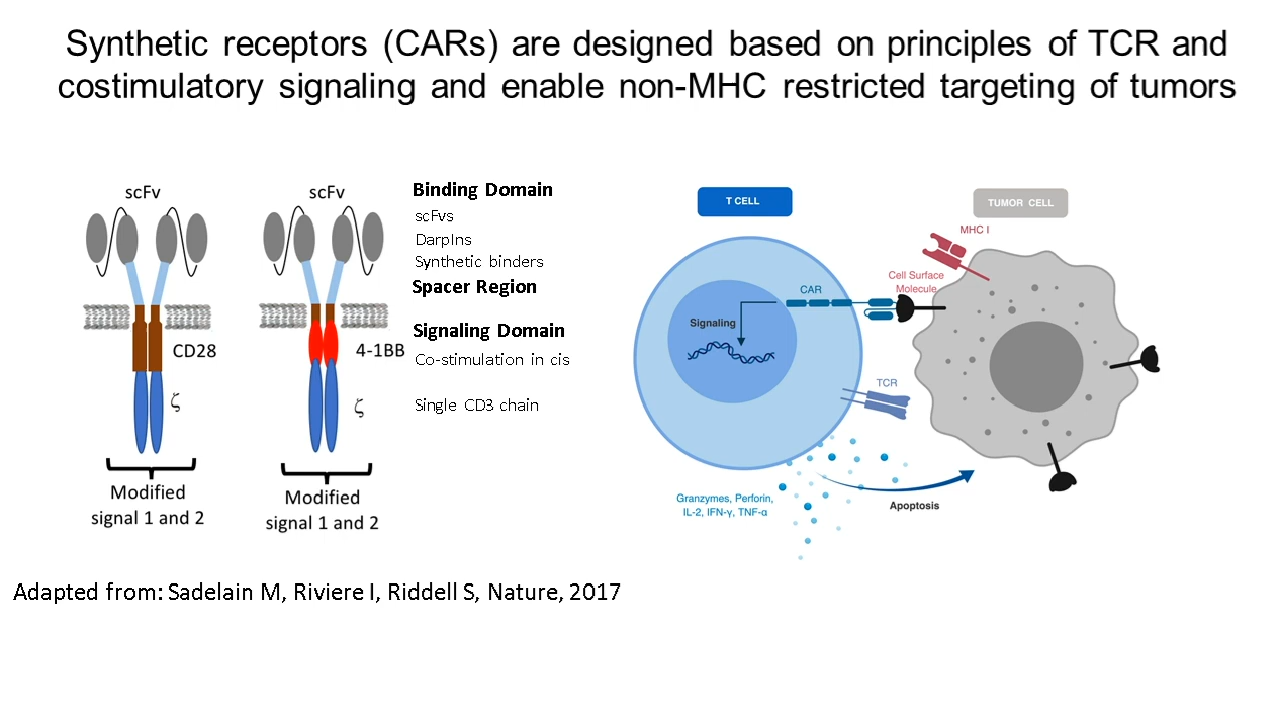 Synthetic receptors (CARs) are designed based on principles of TCR and
costimulatory signaling and enable non-MHC restricted targeting of tumors
scFv
CD28
ζ
Modified
signal 1 and 2
scFv
4-1BB
ζ
Modified
signal 1 and 2
Binding Domain
scFvs
DarpIns
Synthetic binders
Spacer Region
Signaling Domain
Co-stimulation in cis
Single CD3 chain
T CELL
TUMOR CELL
MHC I
Cell Surface
Molecule
CAR
Signaling
TCR
Granzymes, Perforin,
IL-2, IFN-γ, TNF-α
Apoptosis
Adapted from: Sadelain M, Riviere I, Riddell S, Nature, 2017